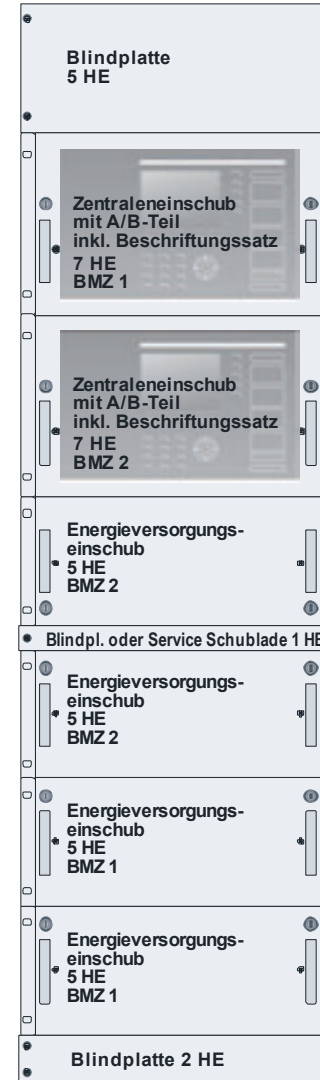 Blindplatte
5 HE
Zentraleneinschub
mit A/B-Teil
inkl. Beschriftungssatz
7 HE
BMZ 1
Zentraleneinschub
mit A/B-Teil
inkl. Beschriftungssatz
7 HE
BMZ 2
Energieversorgungs-
einschub
5 HE
BMZ 2
Blindpl. oder Service Schublade 1 HE
Energieversorgungs-
einschub
5 HE
BMZ 2
Energieversorgungs-
einschub
5 HE
BMZ 1
Energieversorgungs-
einschub
5 HE
BMZ 1
Blindplatte 2 HE